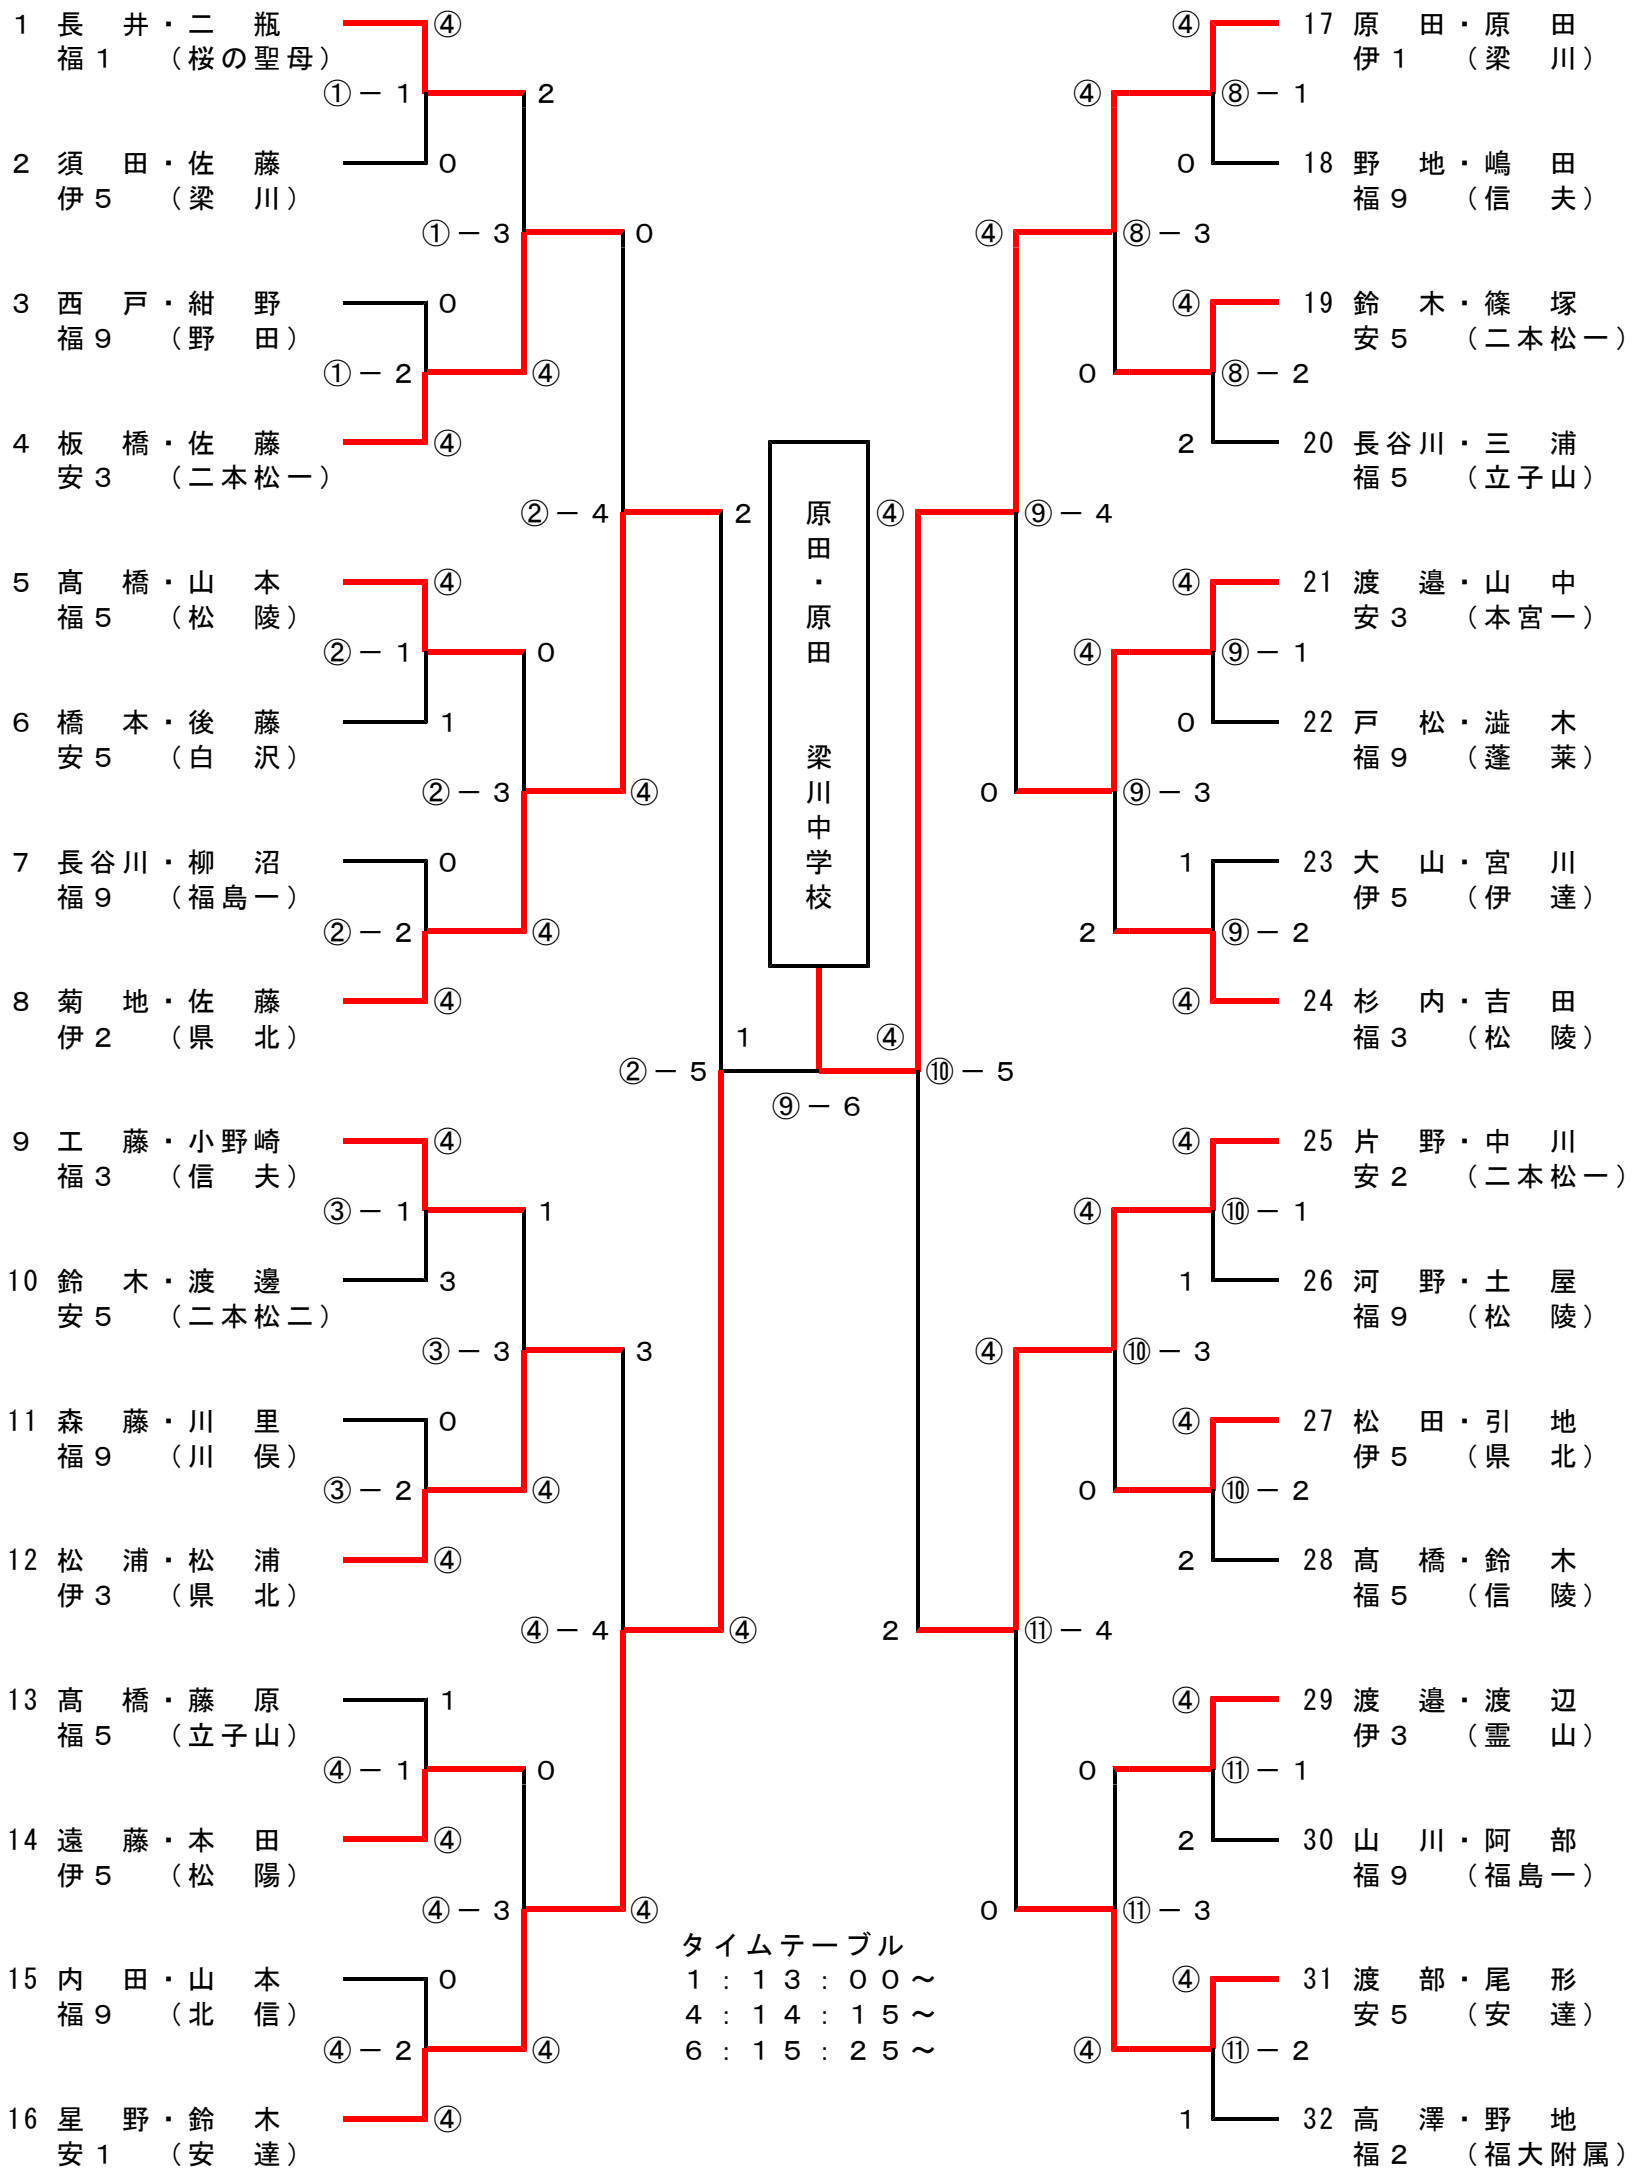 1 長 井・二 瓶 ④
福1 (桜の聖母)
①－1 2
2 須 田・佐 藤 0
伊5 (梁 川)
①－3 0
3 西 戸・紺 野 0
福9 (野 田)
①－2 ④
4 板 橋・佐 藤 ④
安3 (二本松一)
②－4 2
5 髙 橋・山 本 ④
福5 (松 陵)
②－1 0
6 橋 本・後 藤 1
安5 (白 沢)
②－3 ④
7 長谷川・柳 沼 0
福9 (福島一)
②－2 ④
8 菊 地・佐 藤 ④
伊2 (県 北)
1
②－5
9 工 藤・小野崎 ④
福3 (信 夫)
③－1 1
10 鈴 木・渡 邊 3
安5 (二本松二)
③－3 3
11 森 藤・川 里 0
福9 (川 俣)
③－2 ④
12 松 浦・松 浦 ④
伊3 (県 北)
④－4 ④
13 髙 橋・藤 原 1
福5 (立子山)
④－1 0
14 遠 藤・本 田 ④
伊5 (松 陽)
④－3 ④
15 内 田・山 本 0
福9 (北 信)
④－2 ④
16 星 野・鈴 木 ④
安1 (安 達)
原田・原田 梁川中学校
⑨－6
タイムテーブル
1:13:00～
4:14:15～
6:15:25～
④ 17 原 田・原 田
伊1 (梁 川)
④ ⑧－1
0 18 野 地・嶋 田
福9 (信 夫)
④ ⑧－3
④ 19 鈴 木・篠 塚
安5 (二本松一)
0 ⑧－2
2 20 長谷川・三 浦
福5 (立子山)
④ ⑨－4
④ 21 渡 邉・山 中
安3 (本宮一)
④ ⑨－1
0 22 戸 松・澁 木
福9 (蓬 莱)
0 ⑨－3
1 23 大 山・宮 川
伊5 (伊 達)
2 ⑨－2
④ 24 杉 内・吉 田
福3 (松 陵)
④
⑩－5
④ 25 片 野・中 川
安2 (二本松一)
④ ⑩－1
1 26 河 野・土 屋
福9 (松 陵)
④ ⑩－3
④ 27 松 田・引 地
伊5 (県 北)
0 ⑩－2
2 28 髙 橋・鈴 木
福5 (信 陵)
2 ⑪－4
④ 29 渡 邉・渡 辺
伊3 (霊 山)
0 ⑪－1
2 30 山 川・阿 部
福9 (福島一)
0 ⑪－3
④ 31 渡 部・尾 形
安5 (安 達)
④ ⑪－2
1 32 高 澤・野 地
福2 (福大附属)